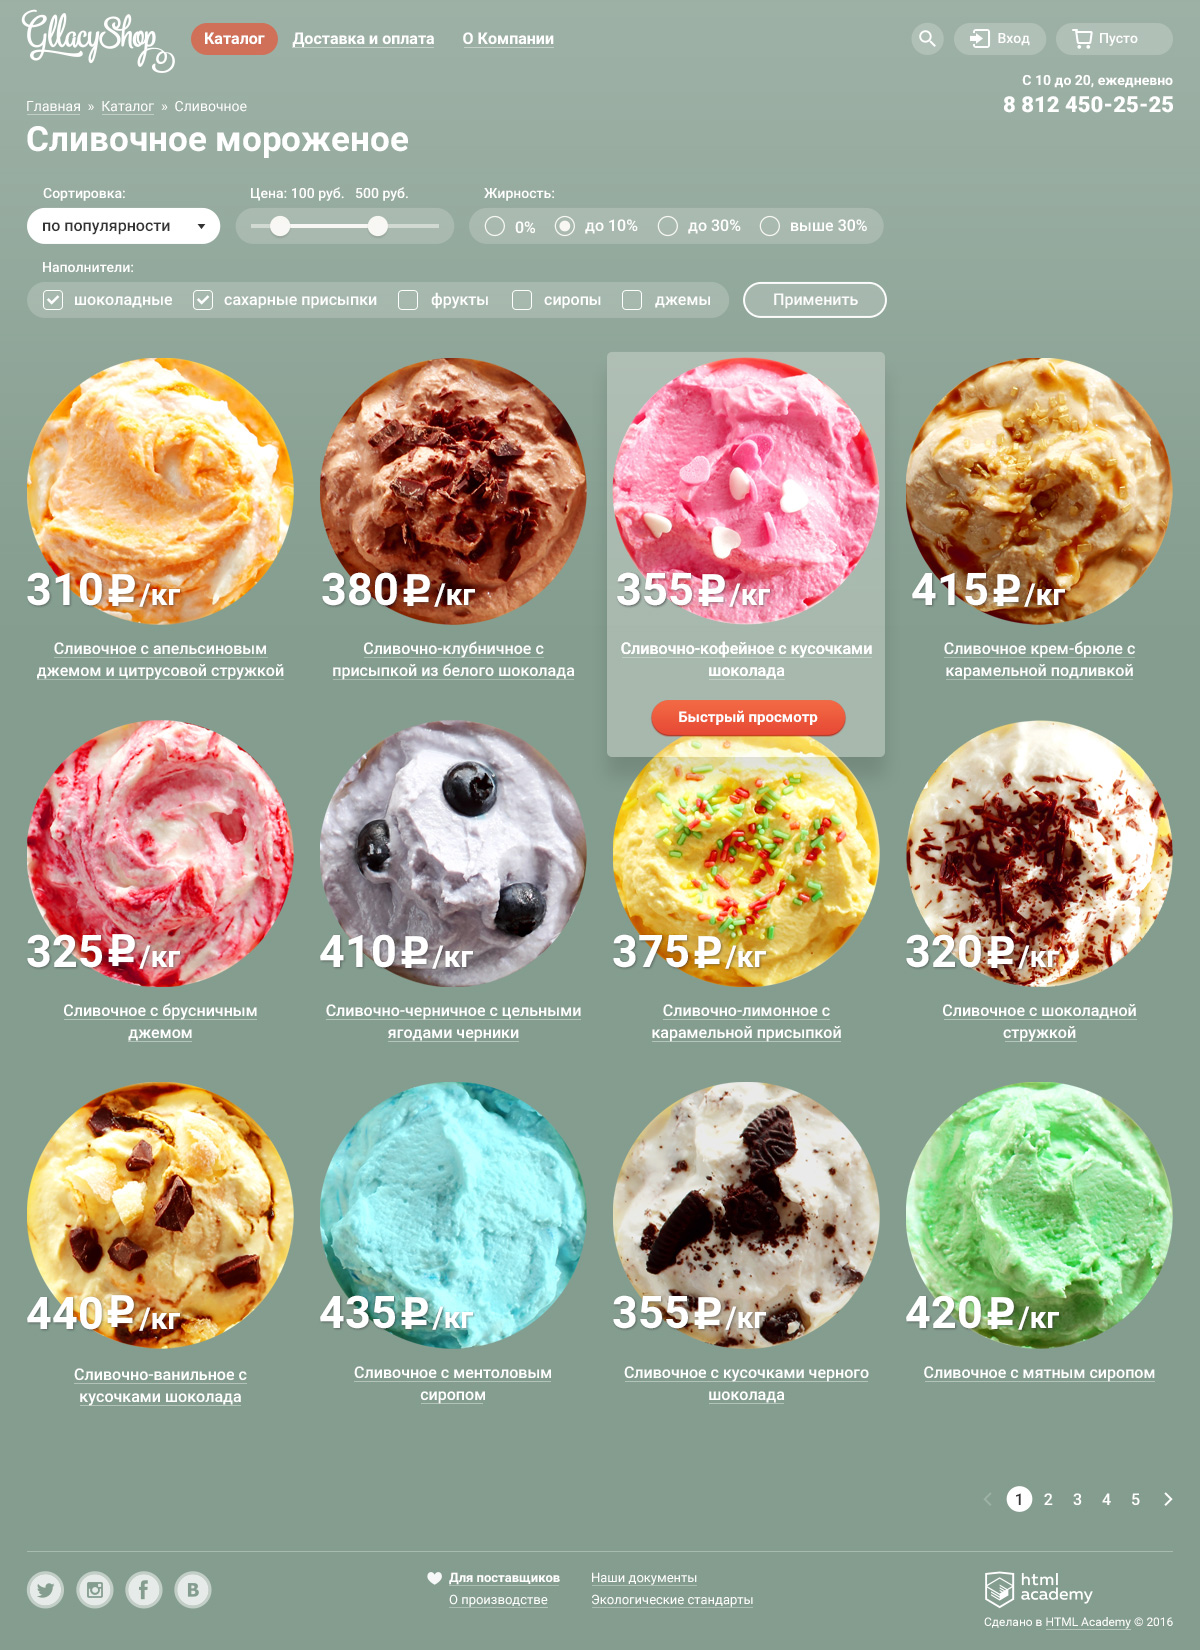 GllacyShop
Каталог
Доставка и оплата
О Компании
Вход
Пусто
С 10 до 20, ежедневно
8 812 450-25-25
Главная » Каталог » Сливочное
Сливочное мороженое
Сортировка:
Цена: 100 руб. 500 руб.
Жирность:
по популярности
0%
до 10%
до 30%
выше 30%
Наполнители:
шоколадные
сахарные присыпки
фрукты
сиропы
джемы
Применить
310₽/кг
380₽/кг
355₽/кг
415₽/кг
Сливочное с апельсиновым
джемом и цитрусовой стружкой
Сливочно-клубничное с
присыпкой из белого шоколада
Сливочно-кофейное с кусочками
шоколада
Сливочное крем-брюле с
карамельной подливкой
Быстрый просмотр
325₽/кг
410₽/кг
375₽/кг
320₽/кг
Сливочное с брусничным
джемом
Сливочно-черничное с цельными
ягодами черники
Сливочно-лимонное с
карамельной присыпкой
Сливочное с шоколадной
стружкой
440₽/кг
435₽/кг
355₽/кг
420₽/кг
Сливочно-ванильное с
кусочками шоколада
Сливочное с ментоловым
сиропом
Сливочное с кусочками черного
шоколада
Сливочное с мятным сиропом
1 2 3 4 5
Для поставщиков
Наши документы
О производстве
Экологические стандарты
B
html
academy
Сделано в HTML Academy © 2016